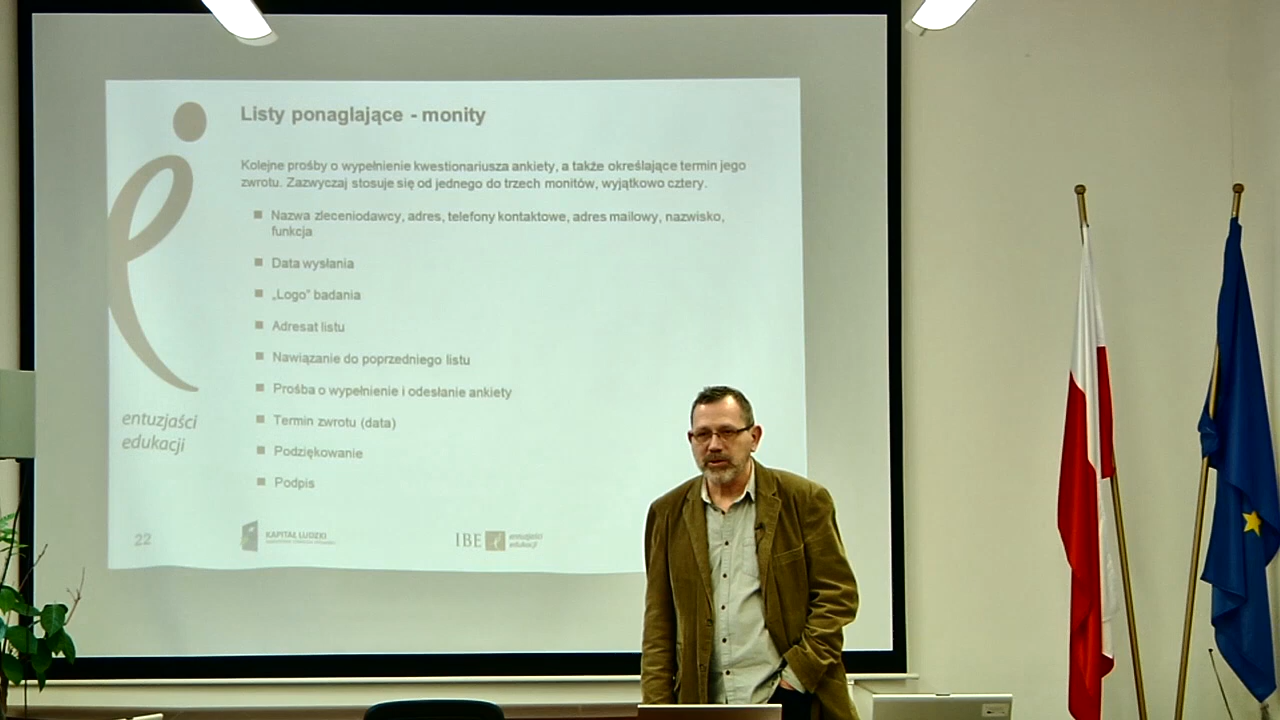 Listy ponaglające - monity
Kolejne prośby o wypełnienie kwestionariusza ankiety, a także określające termin jego
zwrotu. Zazwyczaj stosuje się od jednego do trzech monitów, wyjątkowo cztery.
Nazwa zleceniodawcy, adres, telefony kontaktowe, adres mailowy, nazwisko,
funkcja
Data wysłania
„Logo" badania
Adresat listu
Nawiązanie do poprzedniego listu
Prośba o wypełnienie i odesłanie ankiety
Termin zwrotu (data)
Podziękowanie
Podpis
entuzjaści
edukacji
22
KAPITAŁ LUDZKI
IBE
entuzjaści
edukacji